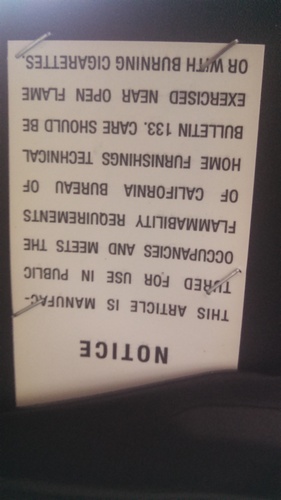 NOTICE
THIS ARTICLE IS MANUFAC-
TURED FOR USE IN PUBLIC
OCCUPANCIES AND MEETS THE
FLAMMABILITY REQUIREMENTS
OF CALIFORNIA BUREAU OF
HOME FURNISHINGS TECHNICAL
BULLETIN 133. CARE SHOULD BE
EXERCISED NEAR OPEN FLAME
OR WITH BURNING CIGARETTES.